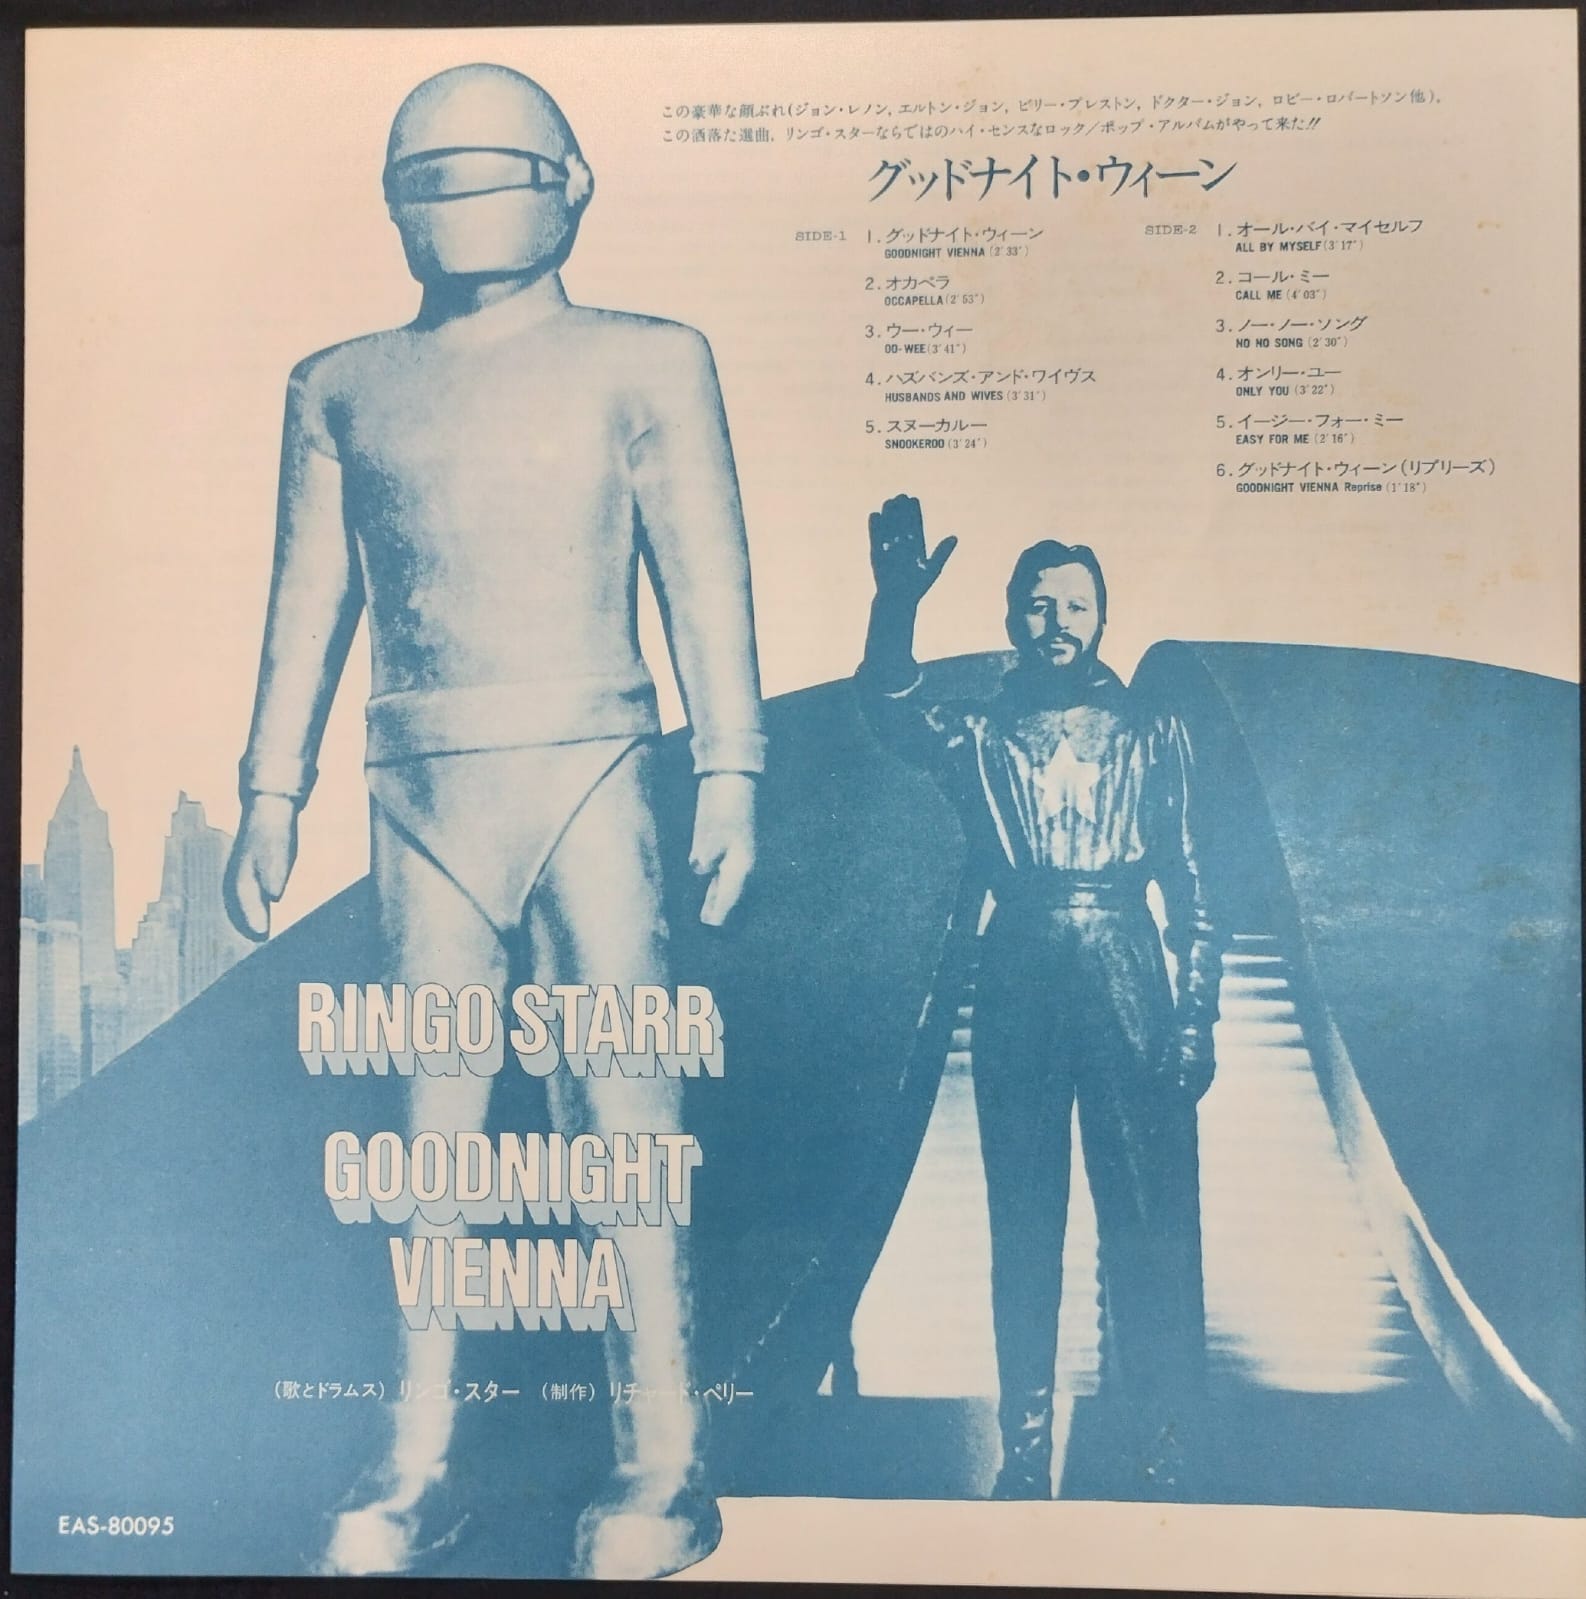 この豪華な顔ぶれ(ジョン・レノン, エルトン・ジョン, ビリー・プレストン, ドクター・ジョン, ロビー・ロバートソン他),
この洒落た選曲, リンゴ・スターならではのハイ・センスなロック/ポップ・アルバムがやって来た!!
グッドナイト・ウィーン
SIDE-1
1. グッドナイト・ウィーン
GOODNIGHT VIENNA (2'33")
2. オカペラ
OCCAPELLA (2'53")
3. ウー・ウィー
OO-WEE (3'41")
4. ハズバンズ・アンド・ワイヴス
HUSBANDS AND WIVES (3'31")
5. スヌーカルー
SNOOKEROO (3'24")
SIDE-2
1. オール・バイ・マイセルフ
ALL BY MYSELF (3'17")
2. コール・ミー
CALL ME (4'03")
3. ノー・ノー・ソング
NO NO SONG (2'30")
4. オンリー・ユー
ONLY YOU (3'22")
5. イージー・フォー・ミー
EASY FOR ME (2'16")
6. グッドナイト・ウィーン(リプリーズ)
GOODNIGHT VIENNA Reprise (1'18")
RINGO STARR
GOODNIGHT
VIENNA
(歌とドラムス) リンゴ・スター (制作) リチャード・ペリー
EAS-80095